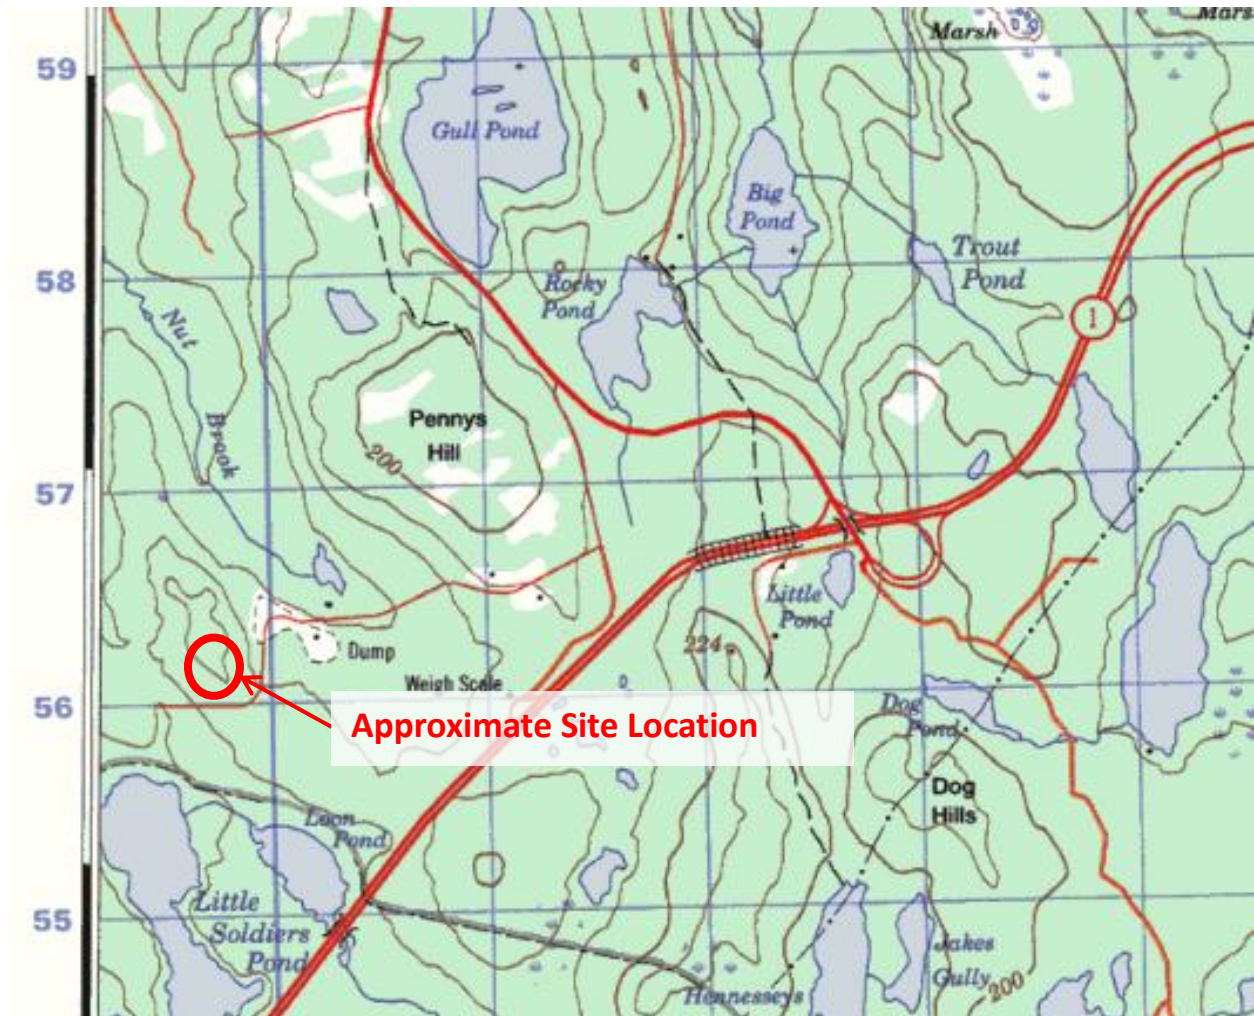 Mars
Marsh
59
Gull Pond
Big
Pond
Trout
Pond
58
Rocky
Pond
Nut
Brook
1
Pennys
Hill
200
57
Little
Pond
224
Dump
Weigh Scale
56
Approximate Site Location
Dog
Pond
Dog
Hills
Loon
Pond
Little
Soldiers
Pond
55
Jakes
Gully
200
Hennesseys